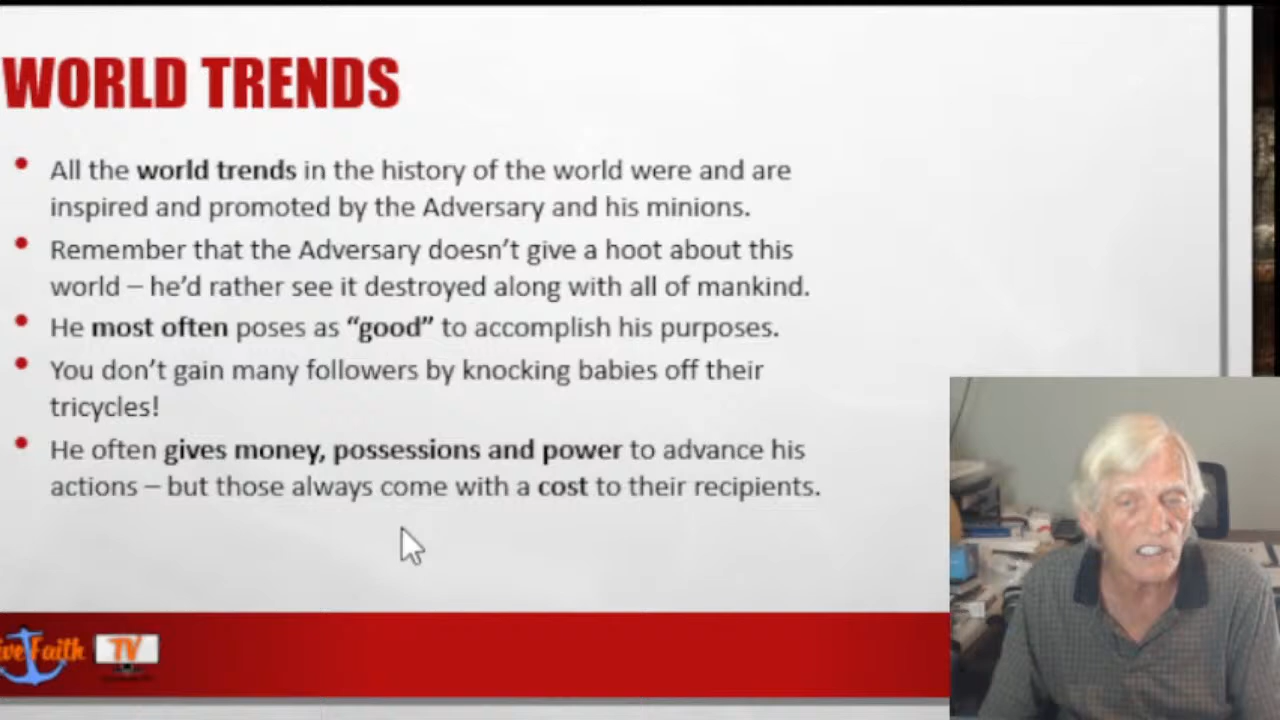 WORLD TRENDS
All the world trends in the history of the world were and are
inspired and promoted by the Adversary and his minions.
Remember that the Adversary doesn't give a hoot about this
world – he'd rather see it destroyed along with all of mankind.
He most often poses as “good” to accomplish his purposes.
You don't gain many followers by knocking babies off their
tricycles!
He often gives money, possessions and power to advance his
actions – but those always come with a cost to their recipients.
Faith
TV